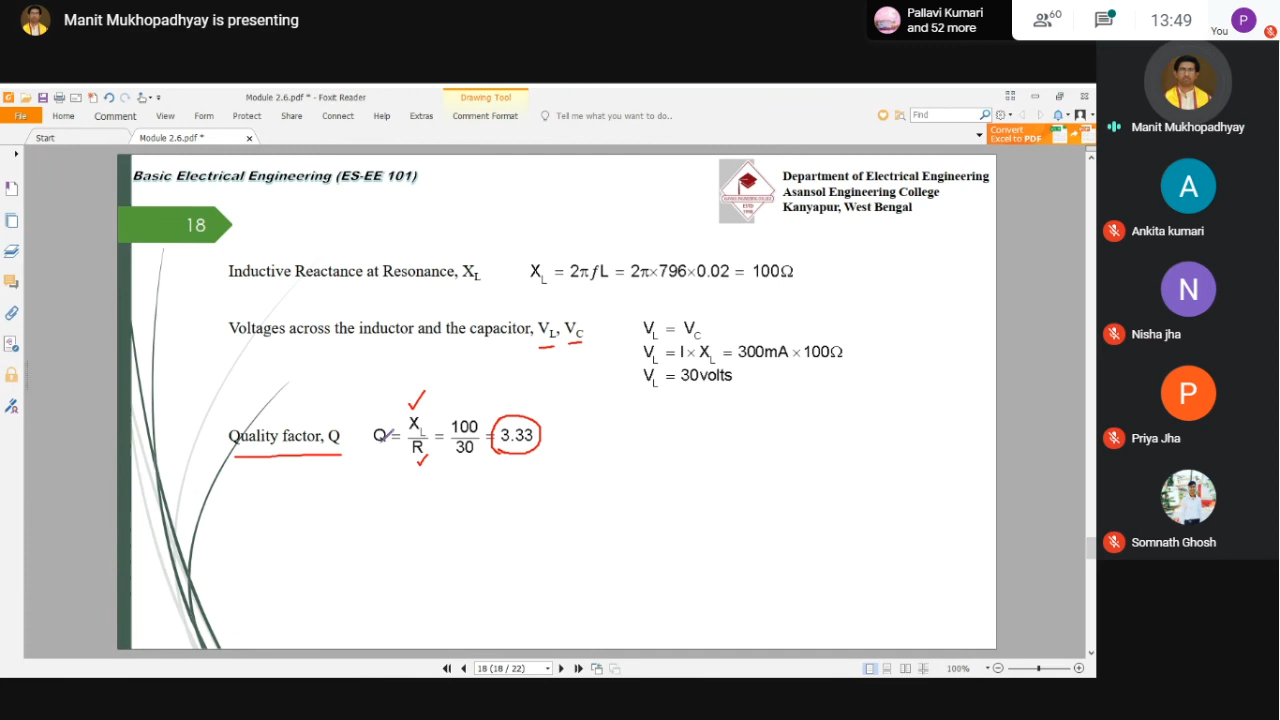 Manit Mukhopadhyay is presenting
Pallavi Kumari
and 52 more
60
13:49
You
P
Module 2.6.pdf * - Foxit Reader
Drawing Tool
File
Home
Comment
View
Form
Protect
Share
Connect
Help
Extras
Comment Format
Tell me what you want to do..
Find
Start
Module 2.6.pdf *
Convert
Excel to PDF
Basic Electrical Engineering (ES-EE 101)
Department of Electrical Engineering
Asansol Engineering College
Kanyapur, West Bengal
18
Inductive Reactance at Resonance, XL
XL = 2πƒL = 2π×796×0.02 = 100Ω
Voltages across the inductor and the capacitor, VL, VC
VL = VC
VL = I × XL = 300mA × 100Ω
VL = 30volts
Quality factor, Q
Q = XL/R = 100/30 = 3.33
18 (18 / 22)
100%
Manit Mukhopadhyay
A
Ankita kumari
N
Nisha jha
P
Priya Jha
Somnath Ghosh